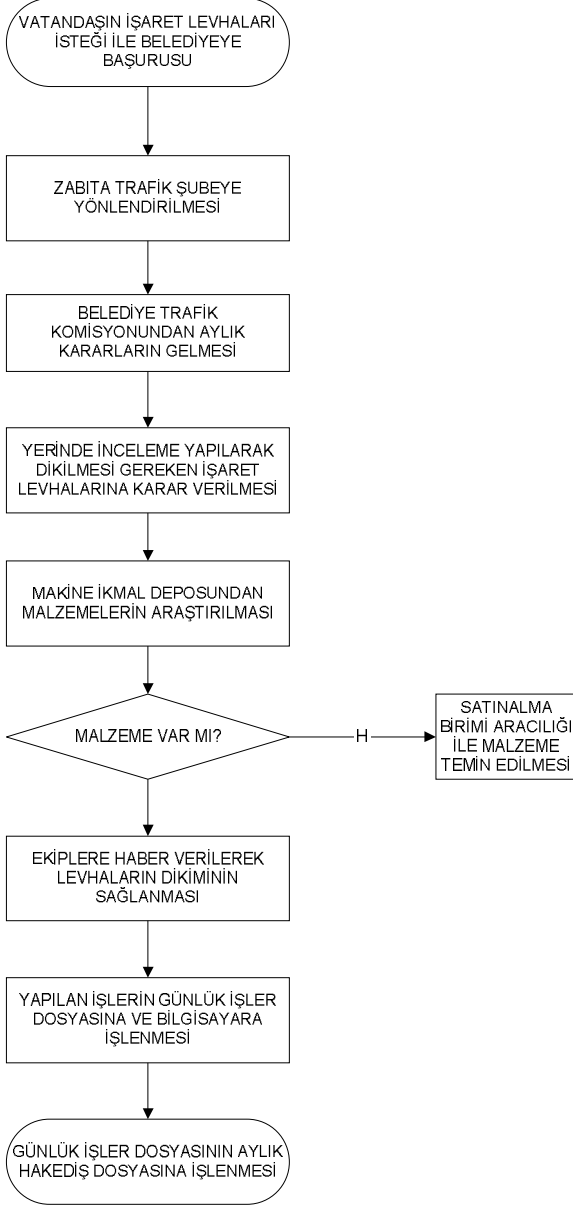 VATANDAŞIN İŞARET LEVHALARI
İSTEĞİ İLE BELEDİYEYE
BAŞURUSU
ZABITA TRAFİK ŞUBEYE
YÖNLENDİRİLMESİ
BELEDİYE TRAFİK
KOMİSYONUNDAN AYLIK
KARARLARIN GELMESİ
YERİNDE İNCELEME YAPILARAK
DİKİLMESİ GEREKEN İŞARET
LEVHALARINA KARAR VERİLMESİ
MAKİNE İKMAL DEPOSUNDAN
MALZEMELERİN ARAŞTIRILMASI
MALZEME VAR MI?
H
SATINALMA
BİRİMİ ARACILIĞI
İLE MALZEME
TEMİN EDİLMESİ
EKİPLERE HABER VERİLEREK
LEVHALARIN DİKİMİNİN
SAĞLANMASI
YAPILAN İŞLERİN GÜNLÜK İŞLER
DOSYASINA VE BİLGİSAYARA
İŞLENMESİ
GÜNLÜK İŞLER DOSYASININ AYLIK
HAKEDİŞ DOSYASINA İŞLENMESİ